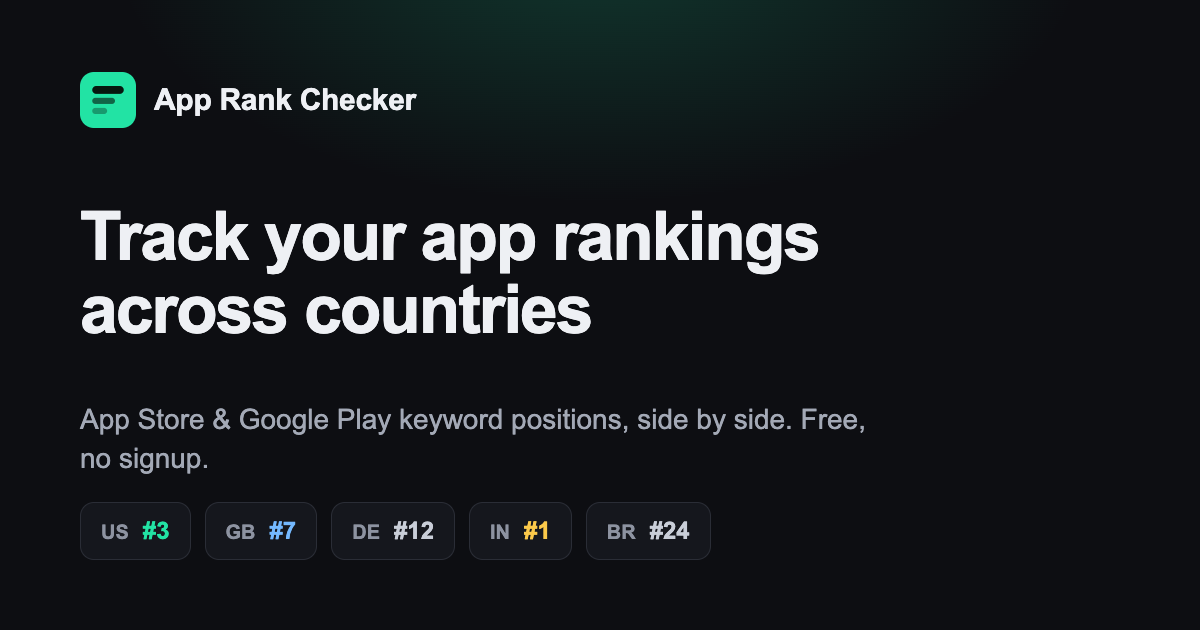 App Rank Checker
Track your app rankings
across countries
App Store & Google Play keyword positions, side by side. Free,
no signup.
US #3 GB #7 DE #12 IN #1 BR #24